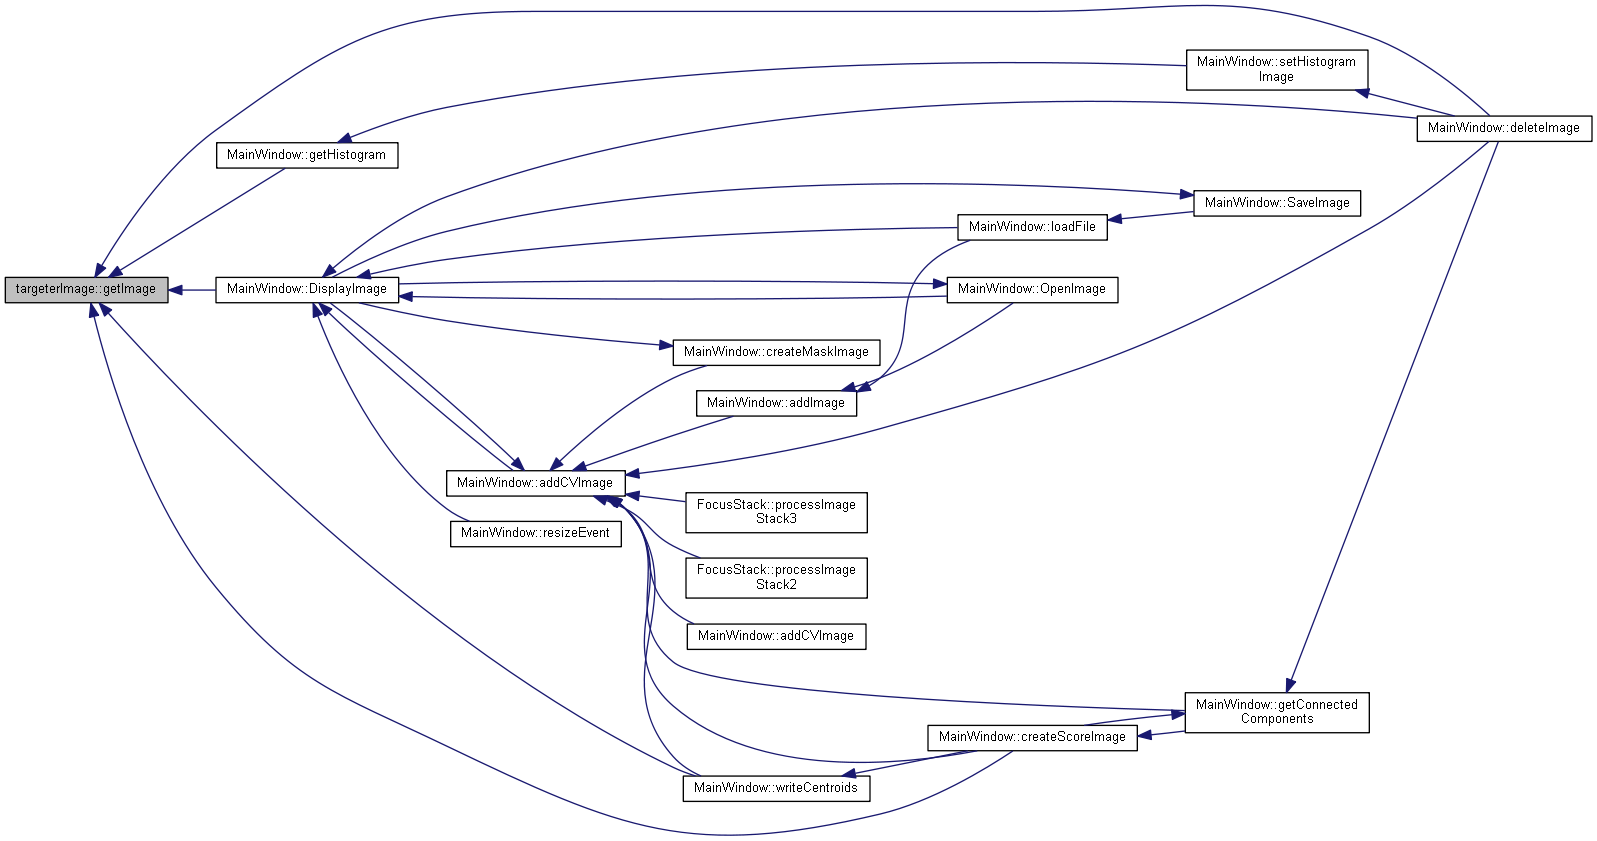 MainWindow::setHistogram
Image
MainWindow::deleteImage
MainWindow::getHistogram
MainWindow::SaveImage
MainWindow::loadFile
targeterImage::getImage
MainWindow::DisplayImage
MainWindow::OpenImage
MainWindow::createMaskImage
MainWindow::addImage
MainWindow::addCVImage
FocusStack::processImage
Stack3
MainWindow::resizeEvent
FocusStack::processImage
Stack2
MainWindow::addCVImage
MainWindow::getConnected
Components
MainWindow::createScoreImage
MainWindow::writeCentroids